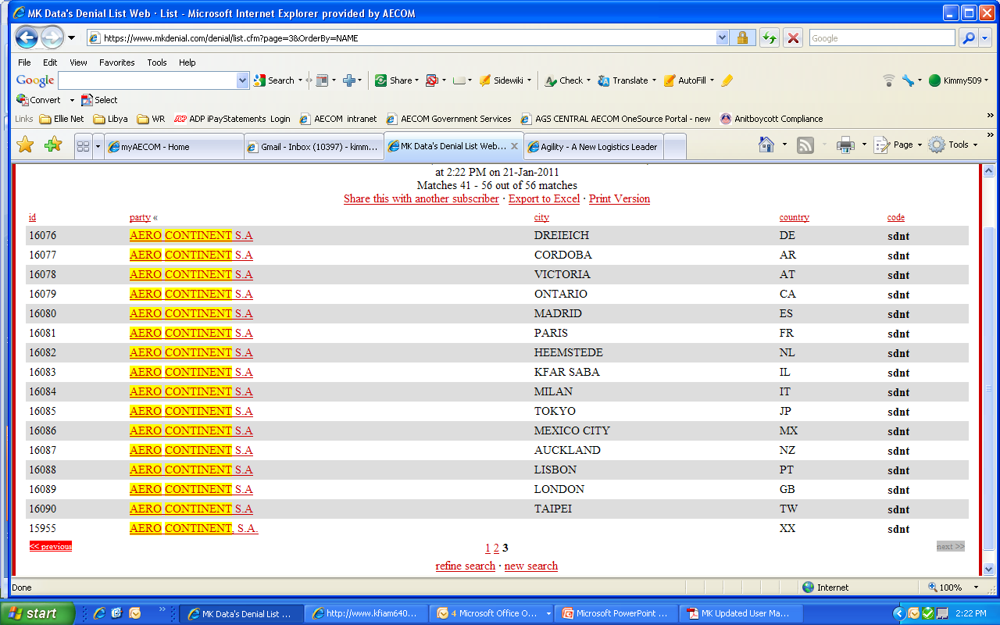 MK Data's Denial List Web · List - Microsoft Internet Explorer provided by AECOM
https://www.mkdenial.com/denial/list.cfm?page=3&OrderBy=NAME
Google
File Edit View Favorites Tools Help
Google Search Share Sidewiki Check Translate AutoFill Kimmy509
Convert Select
Links Ellie Net Libya WR ADP ADP iPayStatements Login AECOM intranet AECOM Government Services AGS CENTRAL AECOM OneSource Portal - new Anitboycott Compliance »
myAECOM - Home Gmail - Inbox (10397) - kimm... MK Data's Denial List Web... Agility - A New Logistics Leader Page Tools »
at 2:22 PM on 21-Jan-2011
Matches 41 - 56 out of 56 matches
Share this with another subscriber · Export to Excel · Print Version
id party « city country code
16076 AERO CONTINENT S.A DREIEICH DE sdnt
16077 AERO CONTINENT S.A CORDOBA AR sdnt
16078 AERO CONTINENT S.A VICTORIA AT sdnt
16079 AERO CONTINENT S.A ONTARIO CA sdnt
16080 AERO CONTINENT S.A MADRID ES sdnt
16081 AERO CONTINENT S.A PARIS FR sdnt
16082 AERO CONTINENT S.A HEEMSTEDE NL sdnt
16083 AERO CONTINENT S.A KFAR SABA IL sdnt
16084 AERO CONTINENT S.A MILAN IT sdnt
16085 AERO CONTINENT S.A TOKYO JP sdnt
16086 AERO CONTINENT S.A MEXICO CITY MX sdnt
16087 AERO CONTINENT S.A AUCKLAND NZ sdnt
16088 AERO CONTINENT S.A LISBON PT sdnt
16089 AERO CONTINENT S.A LONDON GB sdnt
16090 AERO CONTINENT S.A TAIPEI TW sdnt
15955 AERO CONTINENT, S.A. XX sdnt
<< previous 1 2 3 next >>
refine search · new search
Done Internet 100%
start » MK Data's Denial List ... http://www.kfiam640... 4 Microsoft Office O... Microsoft PowerPoint ... MK Updated User Ma... 2:22 PM